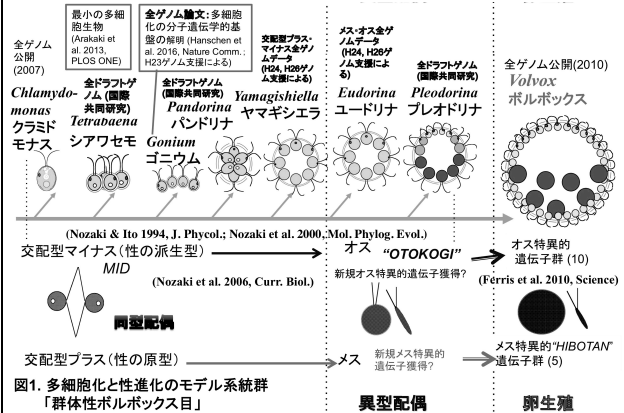 全ゲノム
公開
(2007)
最小の多細
胞生物
(Arakaki
et al.
2013,
PLOS ONE)
全ゲノム論文：多細胞
化の分子遺伝学的基
盤の解明 (Hanschen
et al. 2016, Nature Comm.;
H23ゲノム支援による)
交配型プラス・
マイナス全ゲ
ノムデータ
(H24, H26ゲ
ノム支援による)
メス・オス全ゲ
ノムデータ
(H24, H26ゲ
ノム支援によ
る)
全ドラフトゲ
ノム (国際
共同研究)
全ドラフトゲノム
(国際共同研究)
全ドラフトゲノム
(国際共同研究)
全ゲノム公開(2010)
Chlamydo-
monas
クラミド
モナス
Tetrabaena
シアワセモ
Gonium
ゴニウム
Pandorina
パンドリナ
Yamagishiella
ヤマギシエラ
Eudorina
ユードリナ
Pleodorina
プレオドリナ
Volvox
ボルボックス
(Nozaki & Ito 1994, J. Phycol.; Nozaki et al. 2000, Mol. Phylog. Evol.)
交配型マイナス（性の派生型）
MID
(Nozaki et al. 2006, Curr. Biol.)
オス
“OTOKOGI”
新規オス特異的遺伝子獲得?
オス特異的
遺伝子群 (10)
(Ferris et al. 2010, Science)
同型配偶
交配型プラス（性の原型）
メス
新規メス特異的
遺伝子獲得?
メス特異的“HIBOTAN”
遺伝子群 (5)
図1. 多細胞化と性進化のモデル系統群
「群体性ボルボックス目」
異型配偶
卵生殖